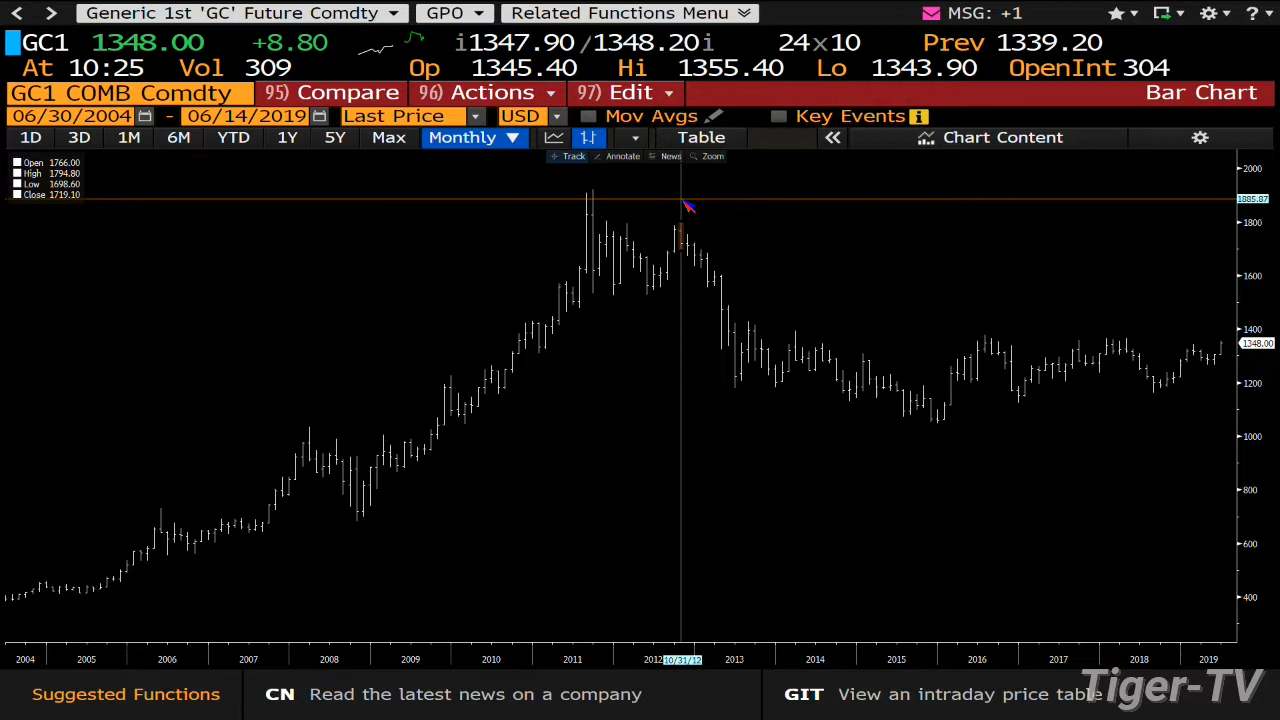 Generic 1st 'GC' Future Comdty GPO Related Functions Menu MSG: +1 ?
GC1 1348.00 +8.80 i1347.90/1348.20i 24x10 Prev 1339.20
At 10:25 Vol 309 Op 1345.40 Hi 1355.40 Lo 1343.90 OpenInt 304
GC1 COMB Comdty 95) Compare 96) Actions 97) Edit Bar Chart
06/30/2004 - 06/14/2019 Last Price USD Mov Avgs Key Events i
1D 3D 1M 6M YTD 1Y 5Y Max Monthly Table Chart Content
Track Annotate News Zoom
Open 1766.00
High 1794.80
Low 1698.60
Close 1719.10
2000
1885.87
1800
1600
1400
1348.00
1200
1000
800
600
400
2004 2005 2006 2007 2008 2009 2010 2011 2012 10/31/12 2013 2014 2015 2016 2017 2018 2019
Suggested Functions CN Read the latest news on a company GIT View an intraday price table
Tiger-TV